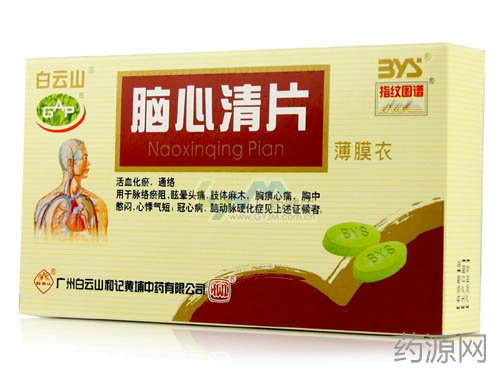 白云山®
BYS®
GAP
指纹图谱
脑心清片
Naoxinqing Pian
薄膜衣
活血化瘀、通络
用于脉络瘀阻,眩晕头痛、肢体麻木、胸痹心痛、胸中
憋闷、心悸气短;冠心病、脑动脉硬化症见上述证候者。
www.GYJM.com
BYS
BYS
广州白云山和记黄埔中药有限公司
药源网